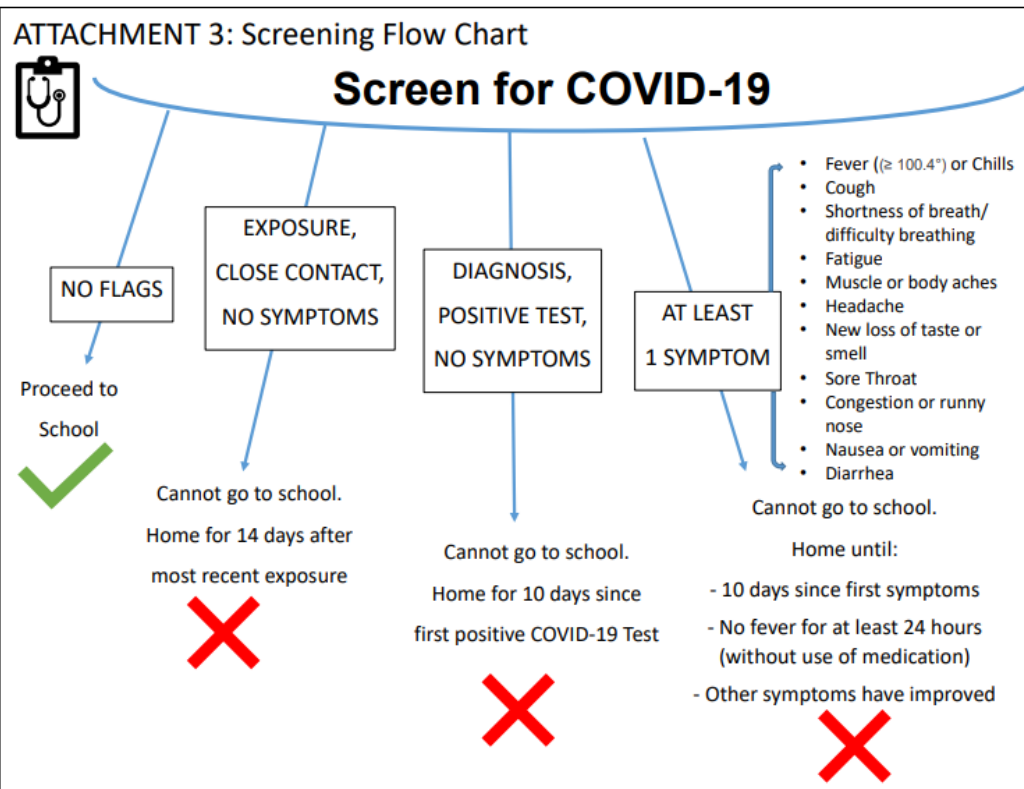 ATTACHMENT 3: Screening Flow Chart
Screen for COVID-19
NO FLAGS
Proceed to
School
EXPOSURE,
CLOSE CONTACT,
NO SYMPTOMS
Cannot go to school.
Home for 14 days after
most recent exposure
DIAGNOSIS,
POSITIVE TEST,
NO SYMPTOMS
Cannot go to school.
Home for 10 days since
first positive COVID-19 Test
AT LEAST
1 SYMPTOM
• Fever ((≥ 100.4°) or Chills
• Cough
• Shortness of breath/
difficulty breathing
• Fatigue
• Muscle or body aches
• Headache
• New loss of taste or
smell
• Sore Throat
• Congestion or runny
nose
• Nausea or vomiting
• Diarrhea
Cannot go to school.
Home until:
- 10 days since first symptoms
- No fever for at least 24 hours
(without use of medication)
- Other symptoms have improved